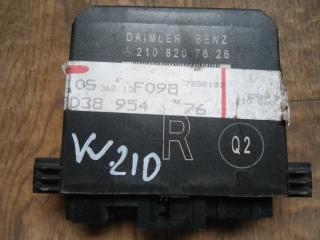 DAIMLER BENZ
210 820 76 26
05 F098
D38 954 76
R
Q2
W.210